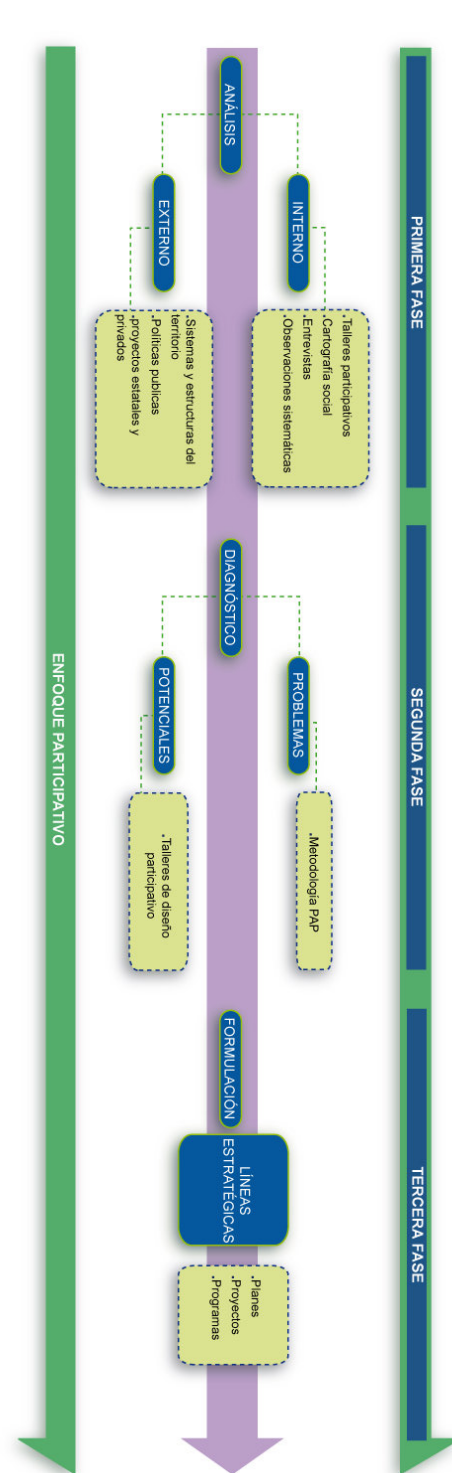 PRIMERA FASE
SEGUNDA FASE
TERCERA FASE
ANÁLISIS
INTERNO
.Talleres participativos
.Cartografía social
.Entrevistas
.Observaciones sistemáticas
EXTERNO
.Sistemas y estructuras del
territorio
.Políticas publicas
.proyectos estatales y
privados
DIAGNÓSTICO
PROBLEMAS
.Metodología PAP
POTENCIALES
.Talleres de diseño
participativo
FORMULACIÓN
LÍNEAS
ESTRATÉGICAS
.Planes
.Proyectos
.Programas
ENFOQUE PARTICIPATIVO